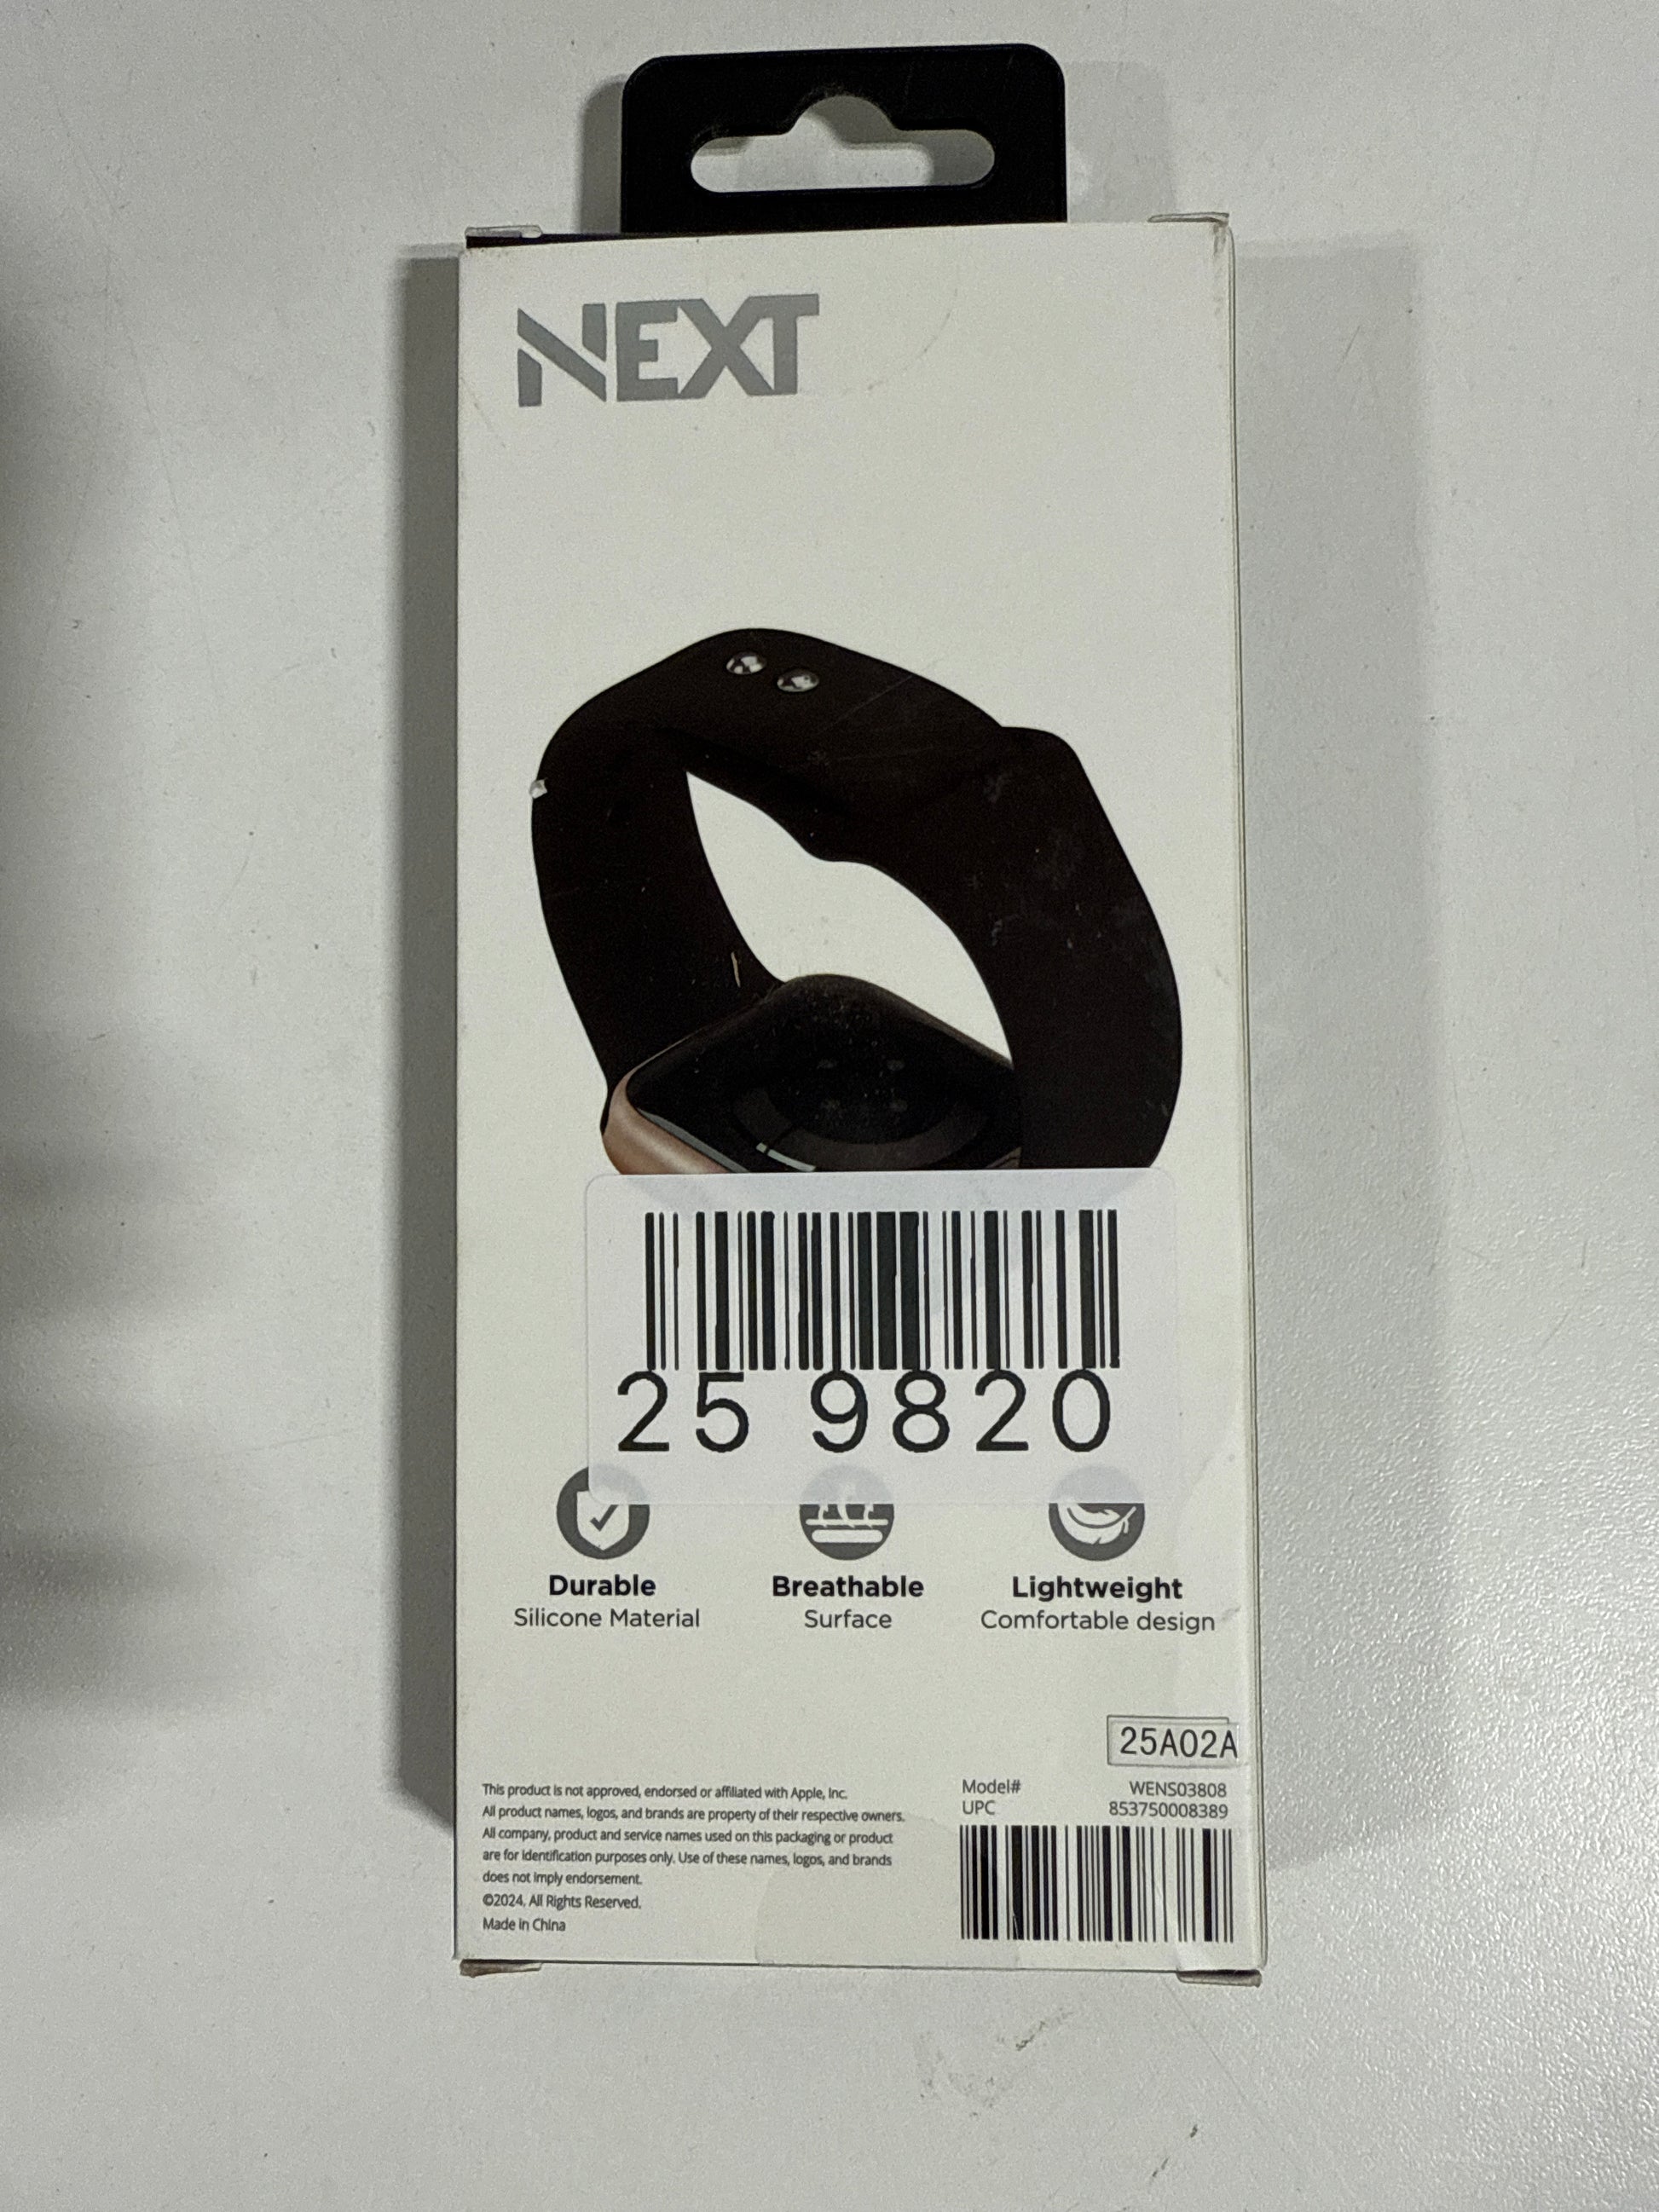 NEXT
25 9820
Durable
Silicone Material
Breathable
Surface
Lightweight
Comfortable design
25A02A
Model# WENS03808
UPC 853750008389
This product is not approved, endorsed or affiliated with Apple, Inc.
All product names, logos, and brands are property of their respective owners.
All company, product and service names used on this packaging or product
are for identification purposes only. Use of these names, logos, and brands
does not imply endorsement.
©2024. All Rights Reserved.
Made in China